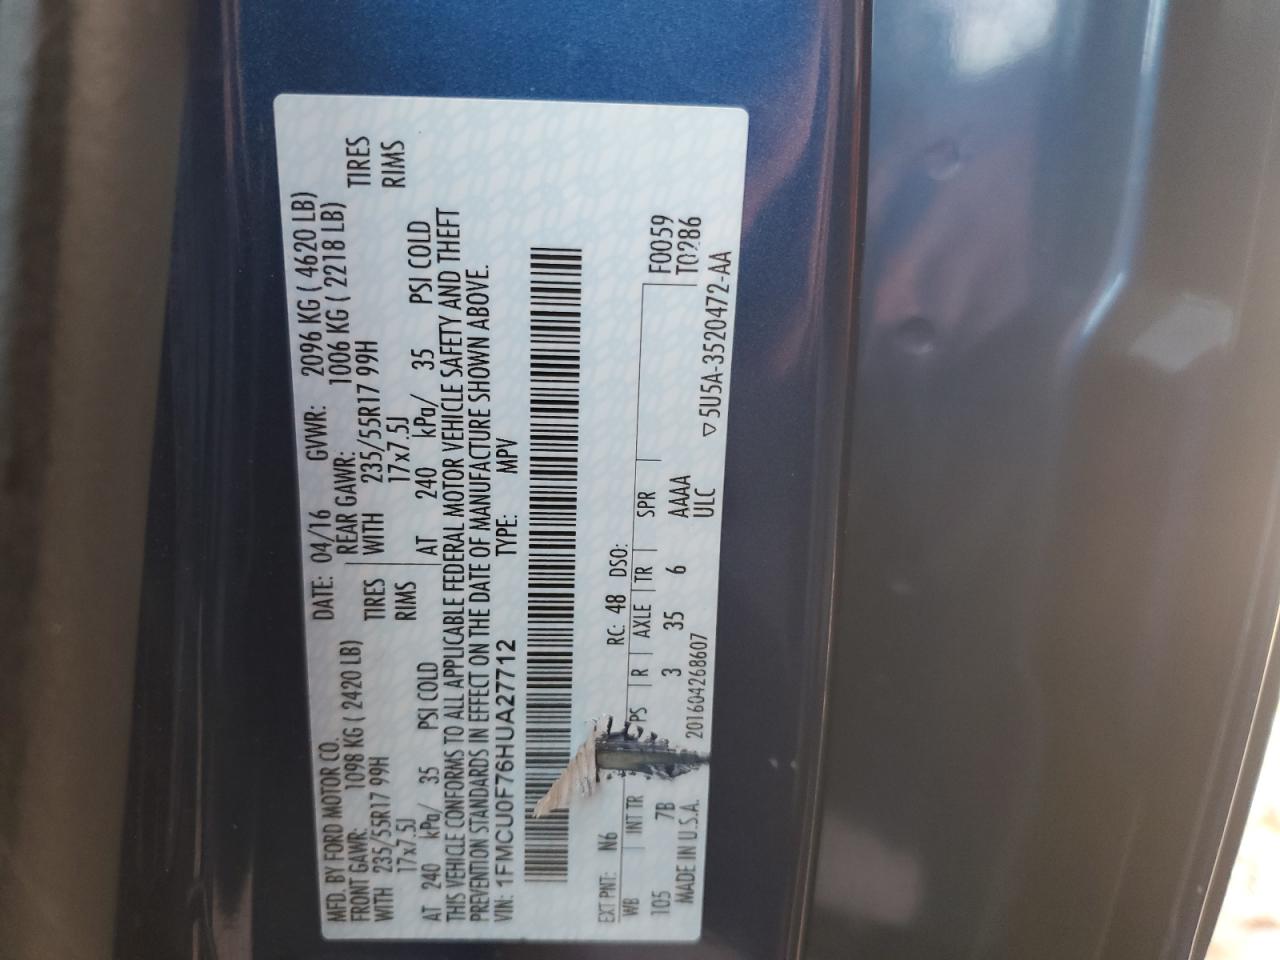 MFD. BY FORD MOTOR CO. DATE: 04/16 GVWR: 2096 KG ( 4620 LB)
FRONT GAWR: 1098 KG ( 2420 LB) REAR GAWR: 1006 KG ( 2218 LB)
WITH 235/55R17 99H TIRES WITH 235/55R17 99H TIRES
17x7.5J RIMS 17x7.5J RIMS
AT 240 kPa/ 35 PSI COLD AT 240 kPa/ 35 PSI COLD
THIS VEHICLE CONFORMS TO ALL APPLICABLE FEDERAL MOTOR VEHICLE SAFETY AND THEFT
PREVENTION STANDARDS IN EFFECT ON THE DATE OF MANUFACTURE SHOWN ABOVE.
VIN: 1FMCU0F76HUA27712 TYPE: MPV
EXT PNT: N6 RC: 48 DSO: F0059
WB INT TR PS R AXLE TR SPR T0286
105 7B 3 35 6 AAAA
MADE IN U.S.A. 201604268607 ULC ▽5U5A-3520472-AA